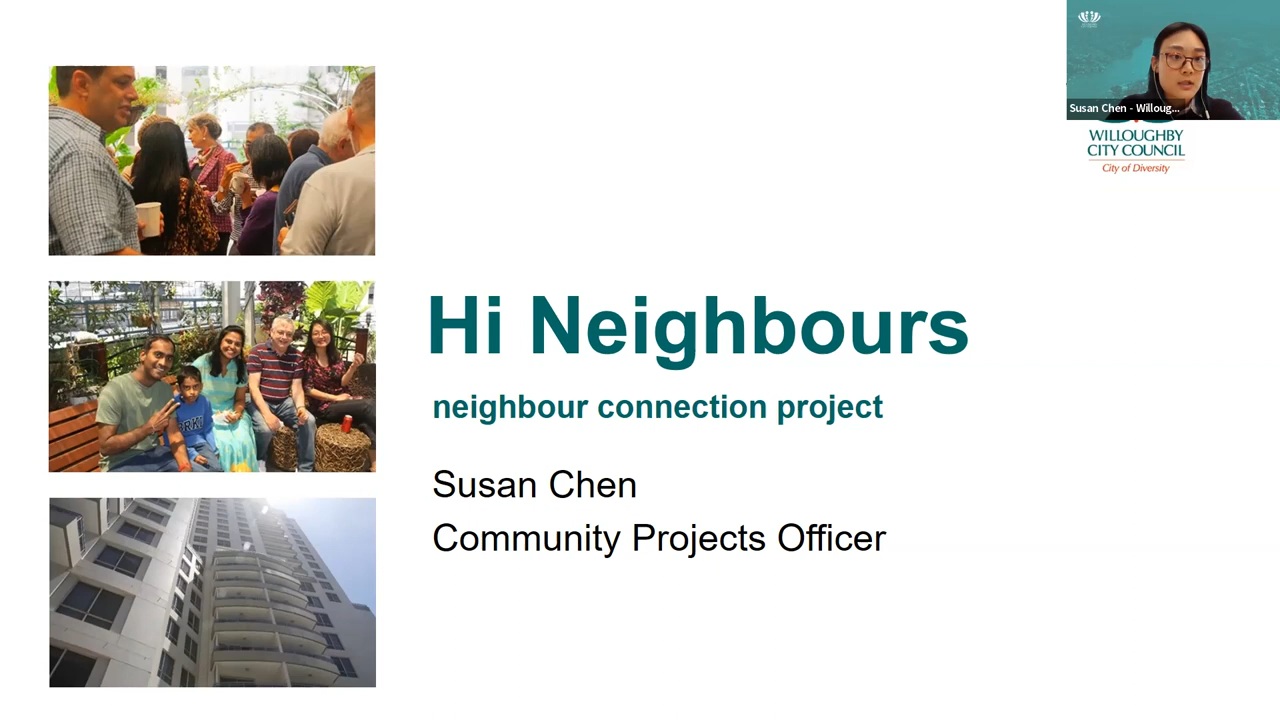 Susan Chen - Willoug...
WILLOUGHBY
CITY COUNCIL
City of Diversity
Hi Neighbours
neighbour connection project
Susan Chen
Community Projects Officer